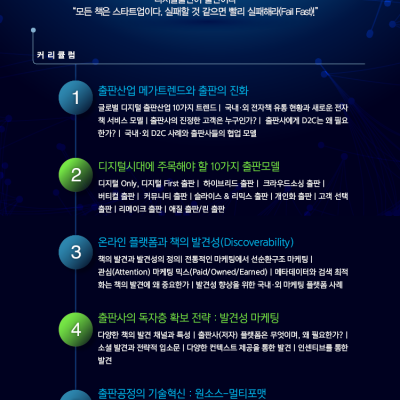 "모든 책은 스타트업이다. 실패할 것 같으면 빨리 실패해라(Fail Fast)!"
커리큘럼
1
출판산업 메가트렌드와 출판의 진화
글로벌 디지털 출판산업 10가지 트렌드 | 국내·외 전자책 유통 현황과 새로운 전자
책 서비스 모델 | 출판사의 진정한 고객은 누구인가? | 출판사에게 D2C는 왜 필요
한가? | 국내·외 D2C 사례와 출판사들의 협업 모델
2
디지털시대에 주목해야 할 10가지 출판모델
디지털 Only, 디지털 First 출판 | 하이브리드 출판 | 크라우드소싱 출판 |
버티컬 출판 | 커뮤니티 출판 | 슬라이스 & 리믹스 출판 | 개인화 출판 | 고객 선택
출판 | 리메이크 출판 | 애질 출판/린 출판
3
온라인 플랫폼과 책의 발견성(Discoverability)
책의 발견과 발견성의 정의| 전통적인 마케팅에서 선순환구조 마케팅 |
관심(Attention) 마케팅 믹스(Paid/Owned/Earned) | 메타데이터와 검색 최적
화는 책의 발견에 왜 중요한가? | 발견성 향상을 위한 국내·외 마케팅 플랫폼 사례
4
출판사의 독자층 확보 전략 : 발견성 마케팅
다양한 책의 발견 채널과 특성 | 출판사(저자) 플랫폼은 무엇이며, 왜 필요한가? |
소셜 발견과 전략적 입소문 | 다양한 컨텍스트 제공을 통한 발견 | 인센티브를 통한
발견
출판공정의 기술혁신 : 원소스-멀티포맷